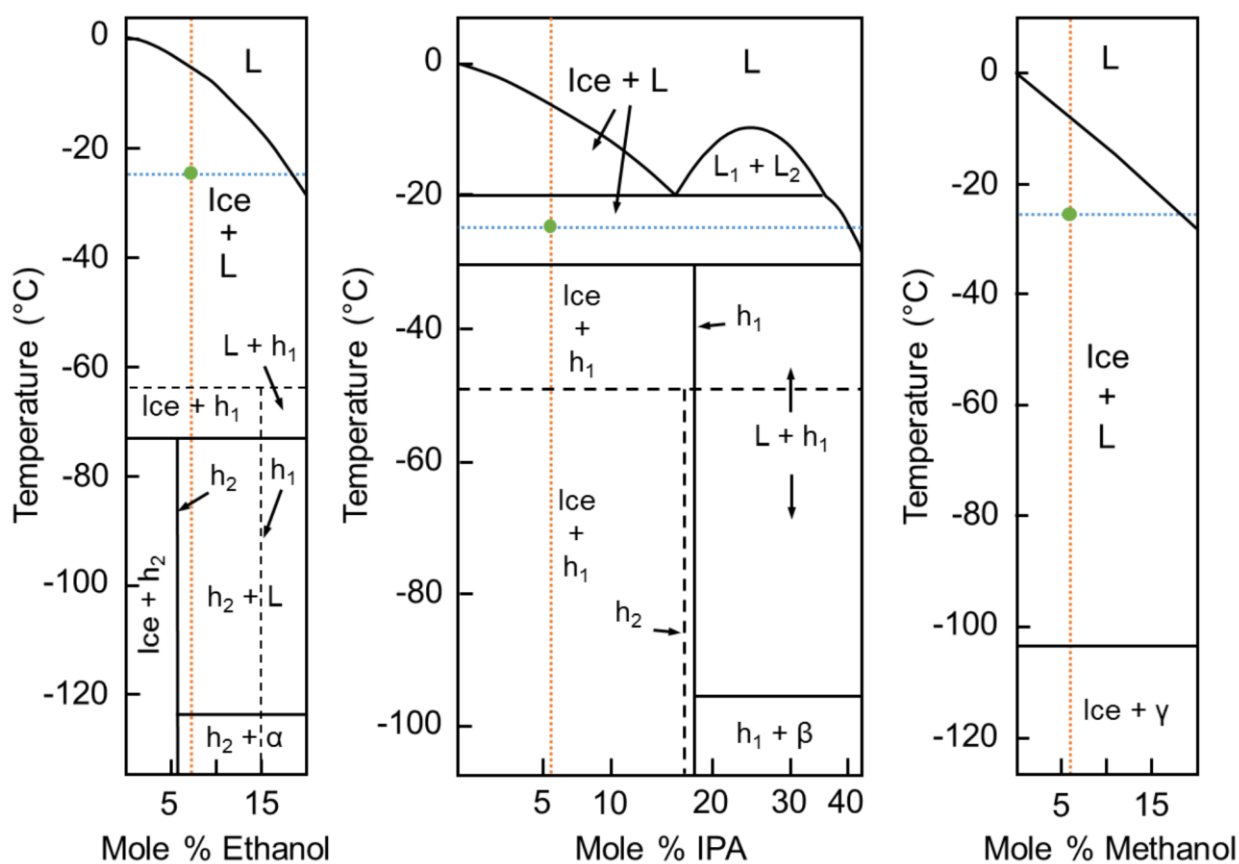 Temperature (°C)
0
-20
-40
-60
-80
-100
-120
L
Ice
+
L
L + h₁
Ice + h₁
h₂
h₁
Ice + h₂
h₂ + L
h₂ + α
5
15
Mole % Ethanol
Temperature (°C)
0
-20
-40
-60
-80
-100
Ice + L
L
L₁ + L₂
Ice
+
h₁
h₁
L + h₁
Ice
+
h₁
h₂
h₁ + β
5
10
20
30
40
Mole % IPA
Temperature (°C)
0
-20
-40
-60
-80
-100
-120
L
Ice
+
L
Ice + γ
5
15
Mole % Methanol